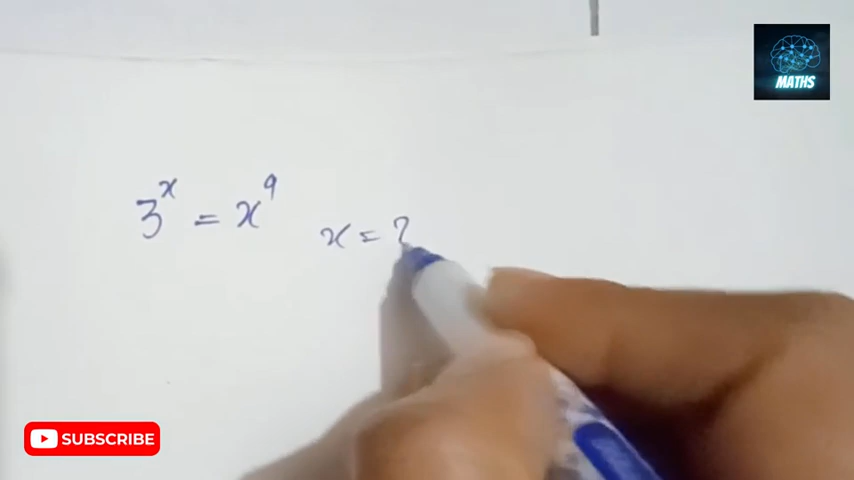 MATHS
3^x = x^9 x = ?
SUBSCRIBE